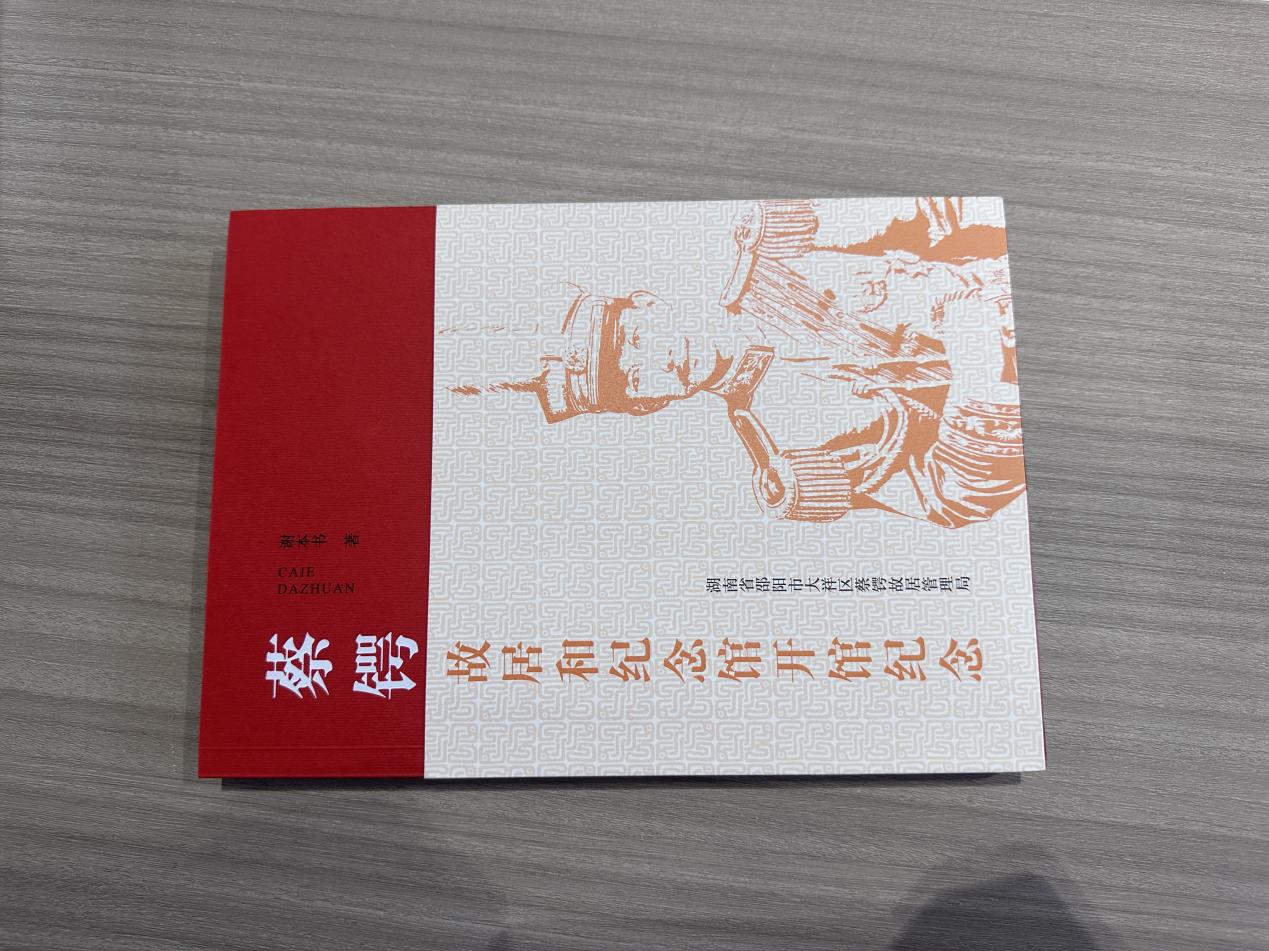 蔡锷
故居和纪念馆开馆纪念
CAIE
DAZHUAN
谢本书 著
湖南省邵阳市大祥区蔡锷故居管理局